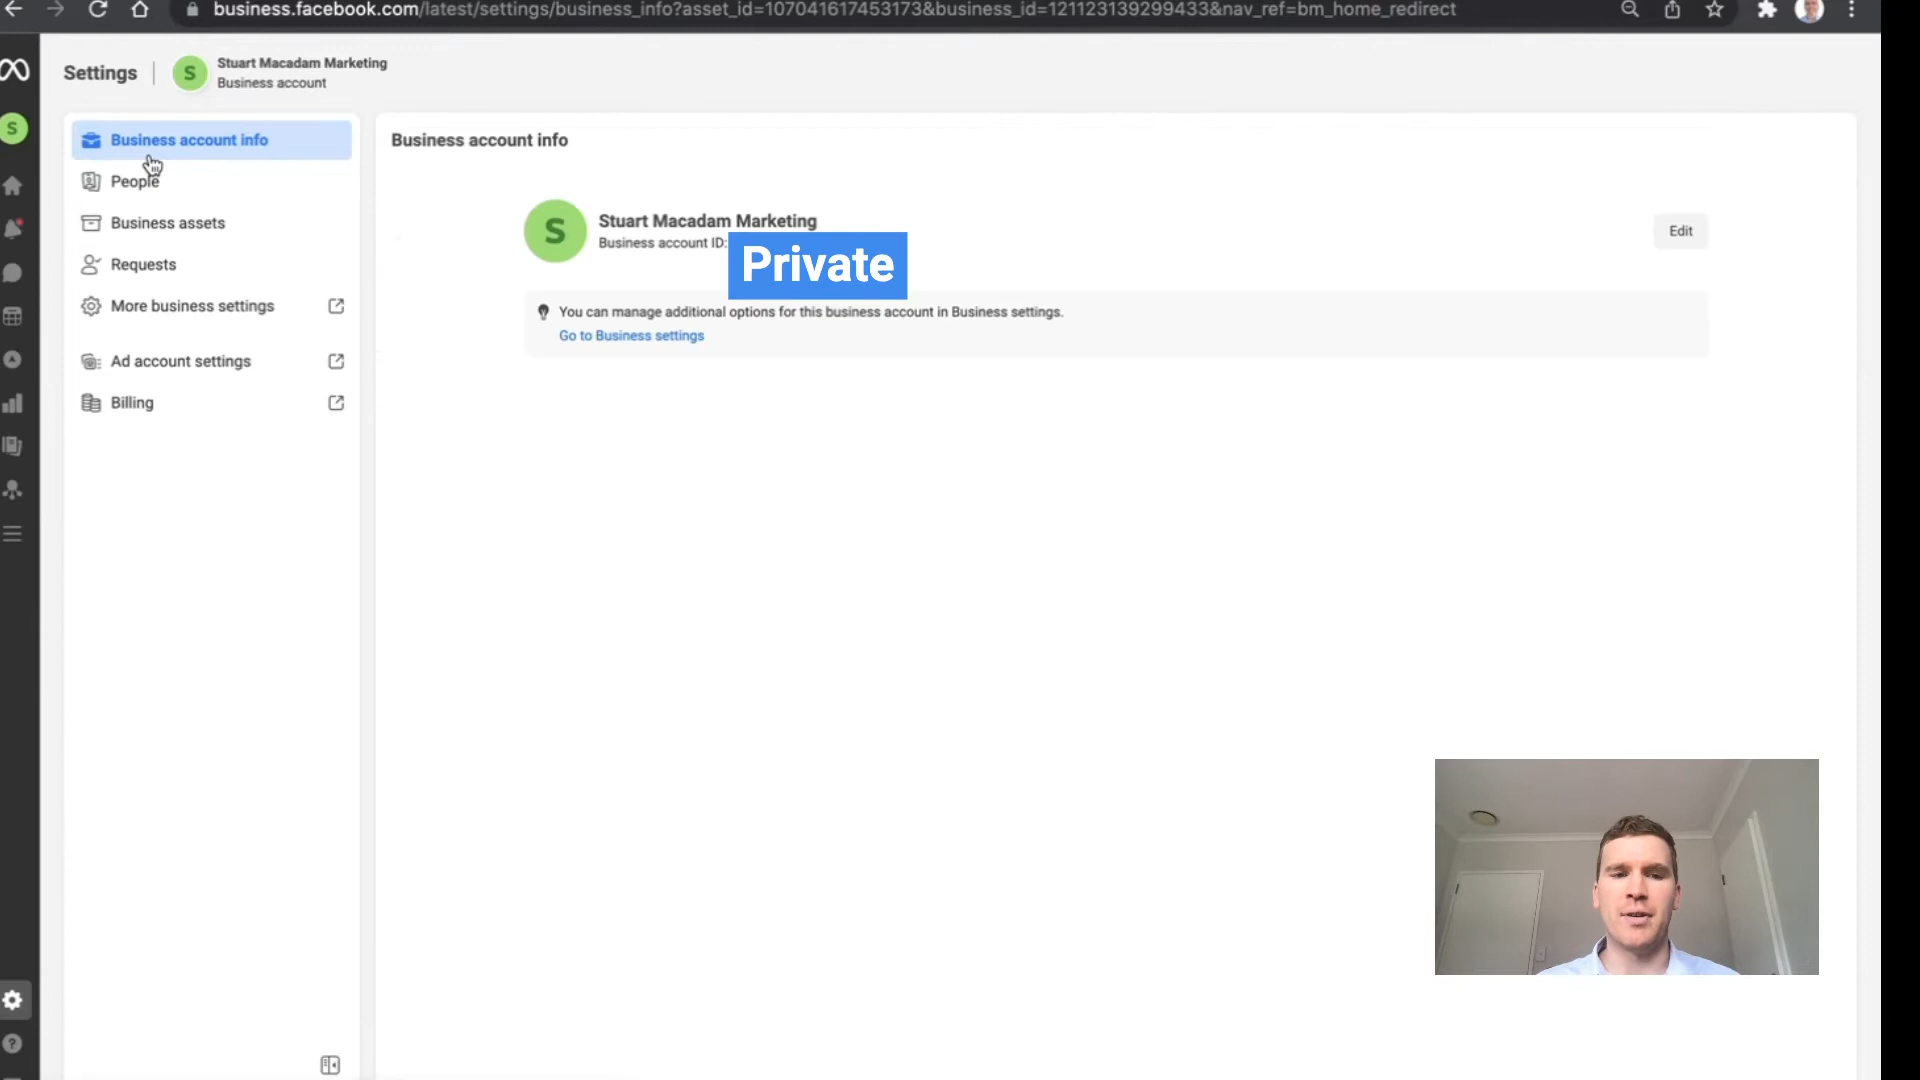 business.facebook.com/latest/settings/business_info?asset_id=107041617453173&business_id=121123139299433&nav_ref=bm_home_redirect
Settings
S
Stuart Macadam Marketing
Business account
S
Business account info
People
Business assets
Requests
More business settings
Ad account settings
Billing
Business account info
S
Stuart Macadam Marketing
Business account ID:
Private
Edit
You can manage additional options for this business account in Business settings.
Go to Business settings